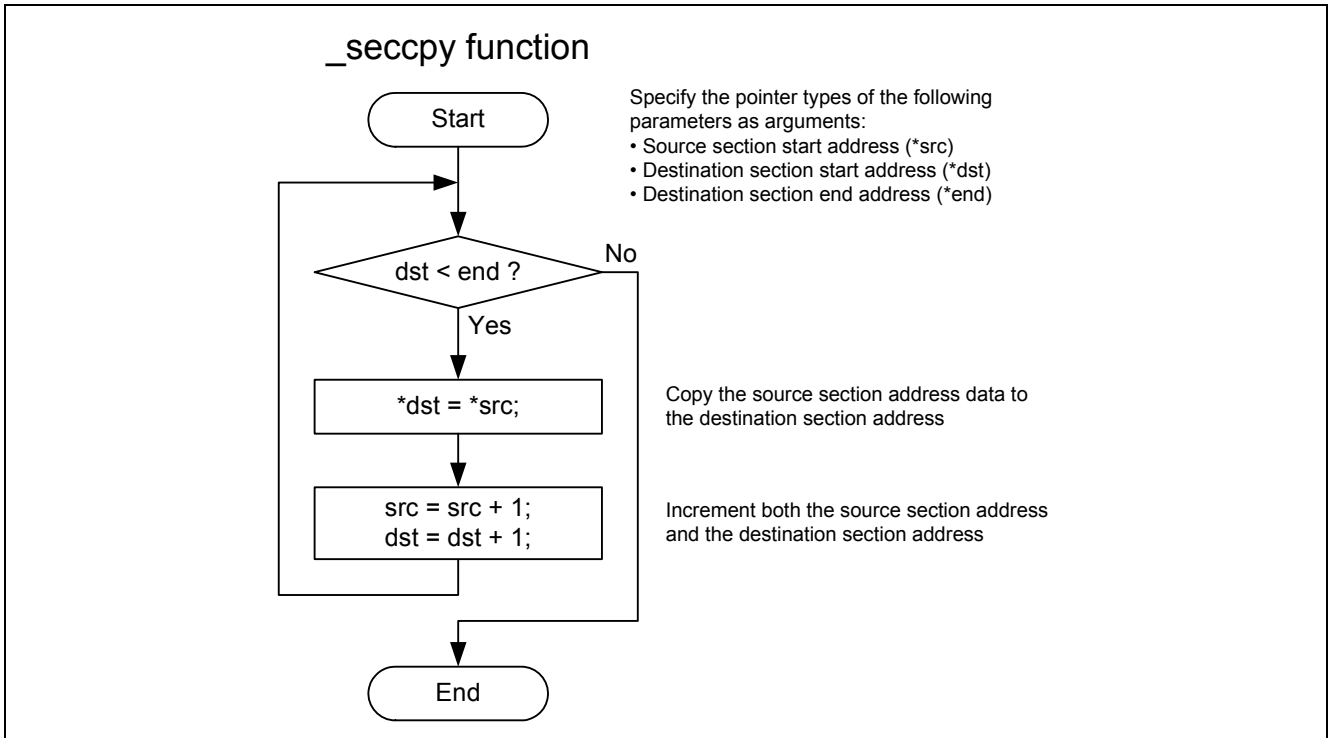 _seccpy function
Start
Specify the pointer types of the following
parameters as arguments:
• Source section start address (*src)
• Destination section start address (*dst)
• Destination section end address (*end)
dst < end ?
No
Yes
*dst = *src;
Copy the source section address data to
the destination section address
src = src + 1;
dst = dst + 1;
Increment both the source section address
and the destination section address
End